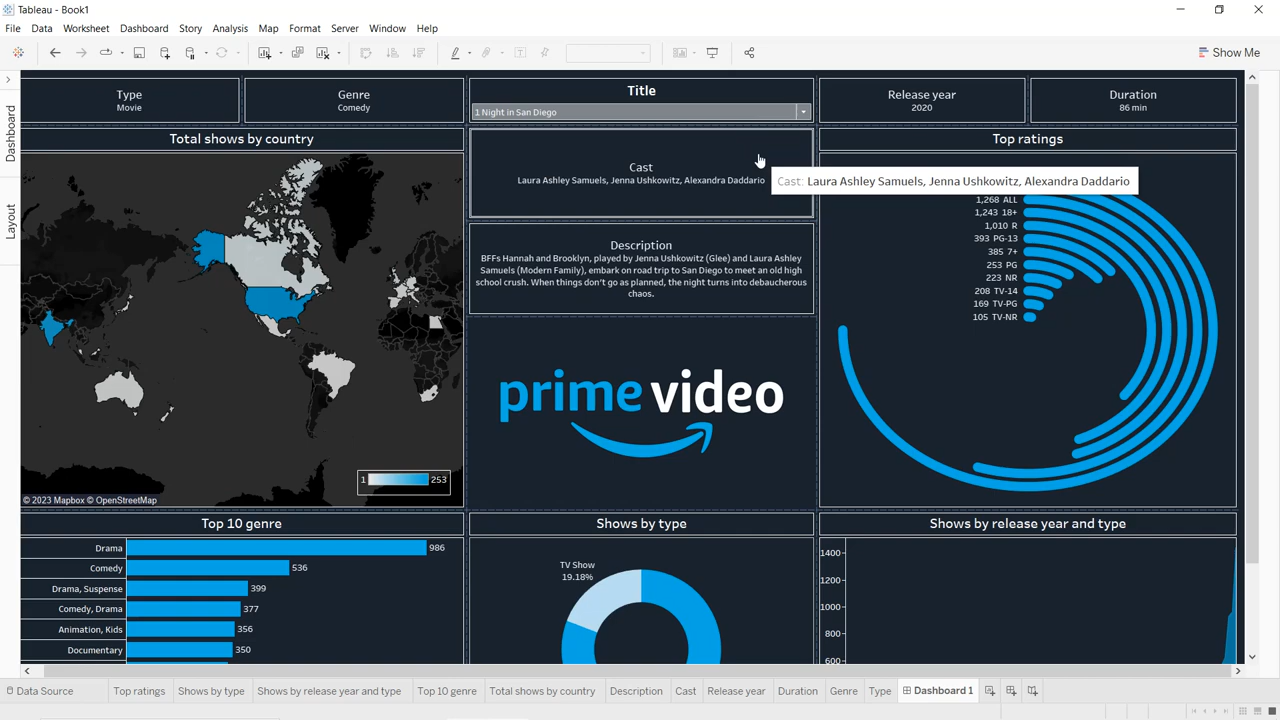 Tableau - Book1
File Data Worksheet Dashboard Story Analysis Map Format Server Window Help
Show Me
Dashboard
Layout
Type
Movie
Genre
Comedy
Title
1 Night in San Diego
Release year
2020
Duration
86 min
Total shows by country
© 2023 Mapbox © OpenStreetMap
1 253
Cast
Laura Ashley Samuels, Jenna Ushkowitz, Alexandra Daddario
Cast: Laura Ashley Samuels, Jenna Ushkowitz, Alexandra Daddario
Description
BFFs Hannah and Brooklyn, played by Jenna Ushkowitz (Glee) and Laura Ashley
Samuels (Modern Family), embark on road trip to San Diego to meet an old high
school crush. When things don't go as planned, the night turns into debaucherous
chaos.
prime video
Top ratings
1,268 ALL
1,243 18+
1,010 R
393 PG-13
385 7+
253 PG
223 NR
208 TV-14
169 TV-PG
105 TV-NR
Top 10 genre
Drama 986
Comedy 536
Drama, Suspense 399
Comedy, Drama 377
Animation, Kids 356
Documentary 350
Shows by type
TV Show
19.18%
Shows by release year and type
1400
1200
1000
800
600
Data Source Top ratings Shows by type Shows by release year and type Top 10 genre Total shows by country Description Cast Release year Duration Genre Type Dashboard 1